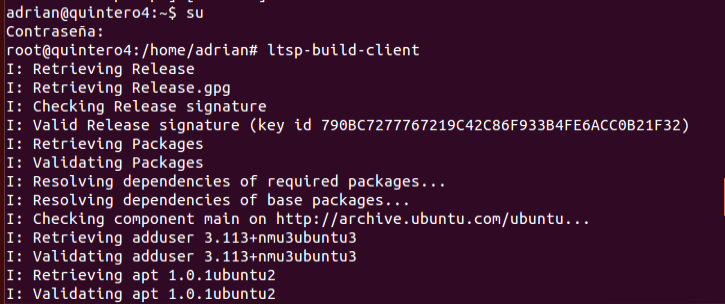 adrian@quintero4:~$ su
Contraseña:
root@quintero4:/home/adrian# ltsp-build-client
I: Retrieving Release
I: Retrieving Release.gpg
I: Checking Release signature
I: Valid Release signature (key id 790BC7277767219C42C86F933B4FE6ACC0B21F32)
I: Retrieving Packages
I: Validating Packages
I: Resolving dependencies of required packages...
I: Resolving dependencies of base packages...
I: Checking component main on http://archive.ubuntu.com/ubuntu...
I: Retrieving adduser 3.113+nmu3ubuntu3
I: Validating adduser 3.113+nmu3ubuntu3
I: Retrieving apt 1.0.1ubuntu2
I: Validating apt 1.0.1ubuntu2